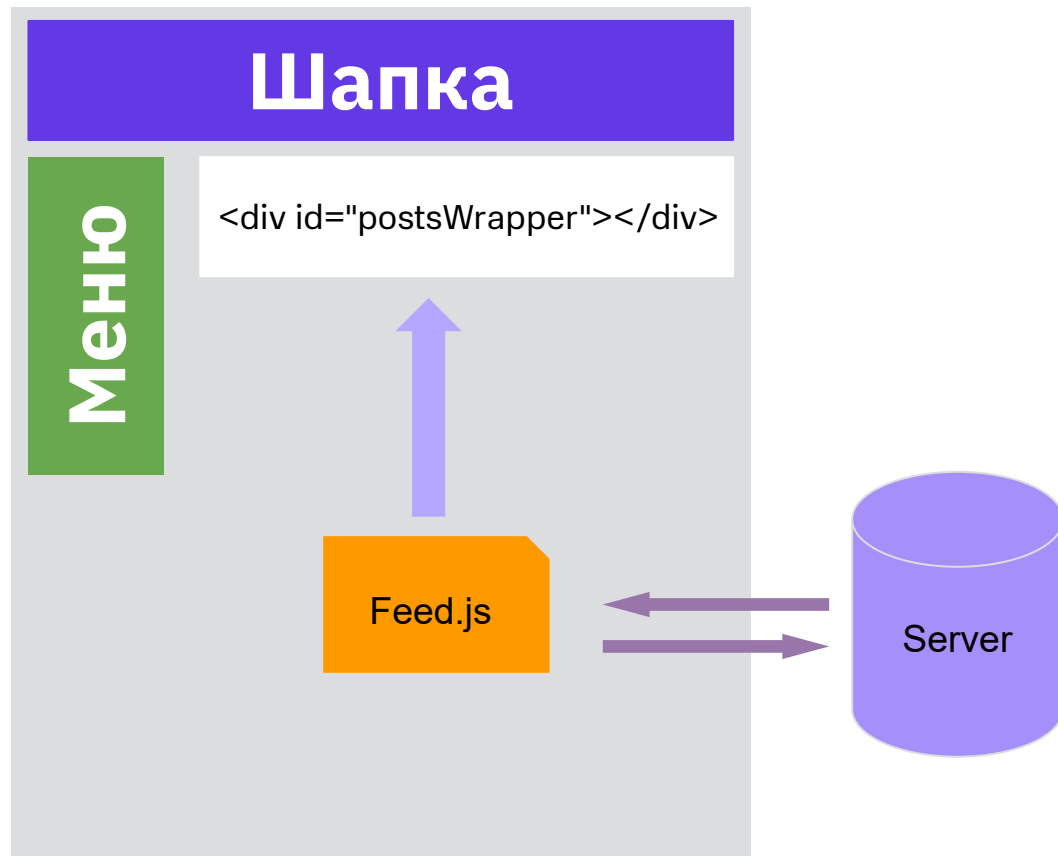 Шапка
Меню
<div id="postsWrapper"></div>
Feed.js
Server